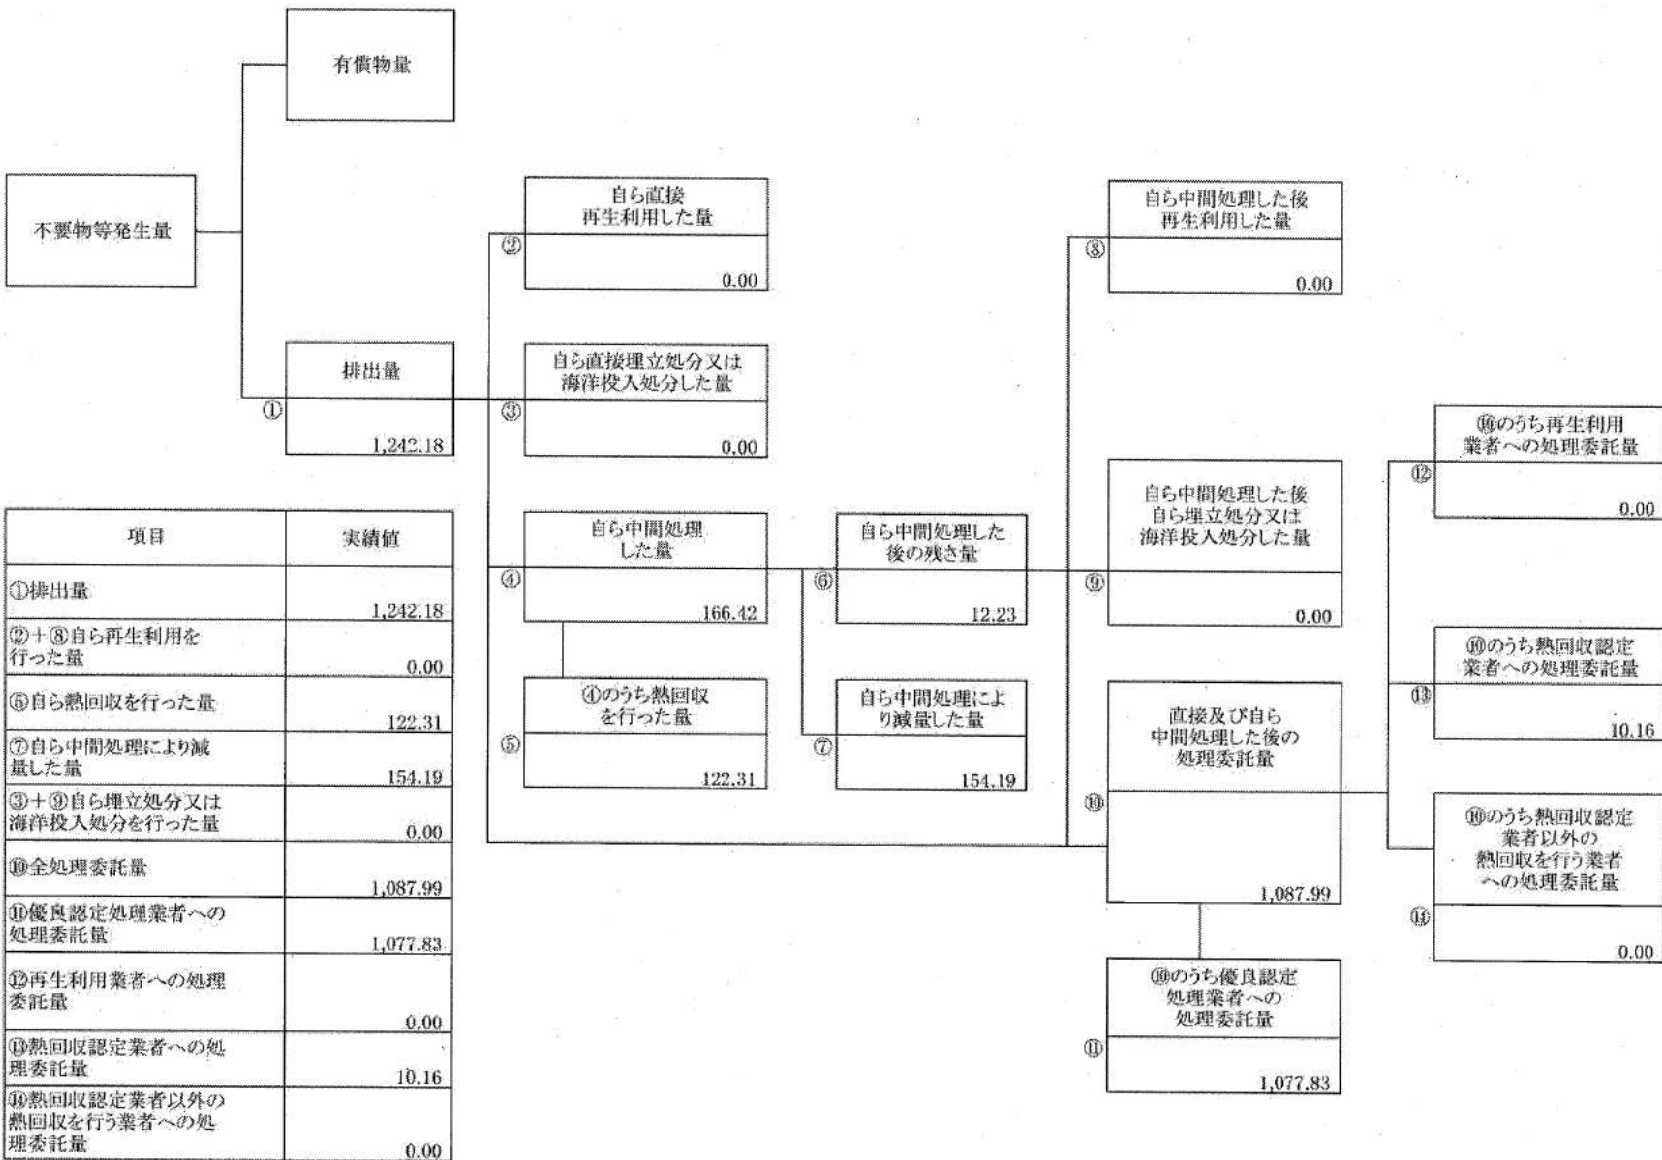 有償物量
不要物等発生量
排出量
①
1,242.18
自ら直接
再生利用した量
②
0.00
自ら直接埋立処分又は
海洋投入処分した量
③
0.00
自ら中間処理
した量
④
166.42
④のうち熱回収
を行った量
⑤
122.31
自ら中間処理した
後の残さ量
⑥
12.23
自ら中間処理によ
り減量した量
⑦
154.19
自ら中間処理した後
再生利用した量
⑧
0.00
自ら中間処理した後
自ら埋立処分又は
海洋投入処分した量
⑨
0.00
直接及び自ら
中間処理した後の
処理委託量
⑩
1,087.99
⑩のうち優良認定
処理業者への
処理委託量
⑪
1,077.83
⑩のうち再生利用
業者への処理委託量
⑫
0.00
⑩のうち熱回収認定
業者への処理委託量
⑬
10.16
⑩のうち熱回収認定
業者以外の
熱回収を行う業者
への処理委託量
⑭
0.00
項目 実績値
①排出量
1,242.18
②+⑧自ら再生利用を
行った量 0.00
⑤自ら熱回収を行った量
122.31
⑦自ら中間処理により減
量した量 154.19
③+⑨自ら埋立処分又は
海洋投入処分を行った量 0.00
⑩全処理委託量
1,087.99
⑪優良認定処理業者への
処理委託量 1,077.83
⑫再生利用業者への処理
委託量
0.00
⑬熱回収認定業者への処
理委託量 10.16
⑭熱回収認定業者以外の
熱回収を行う業者への処
理委託量 0.00